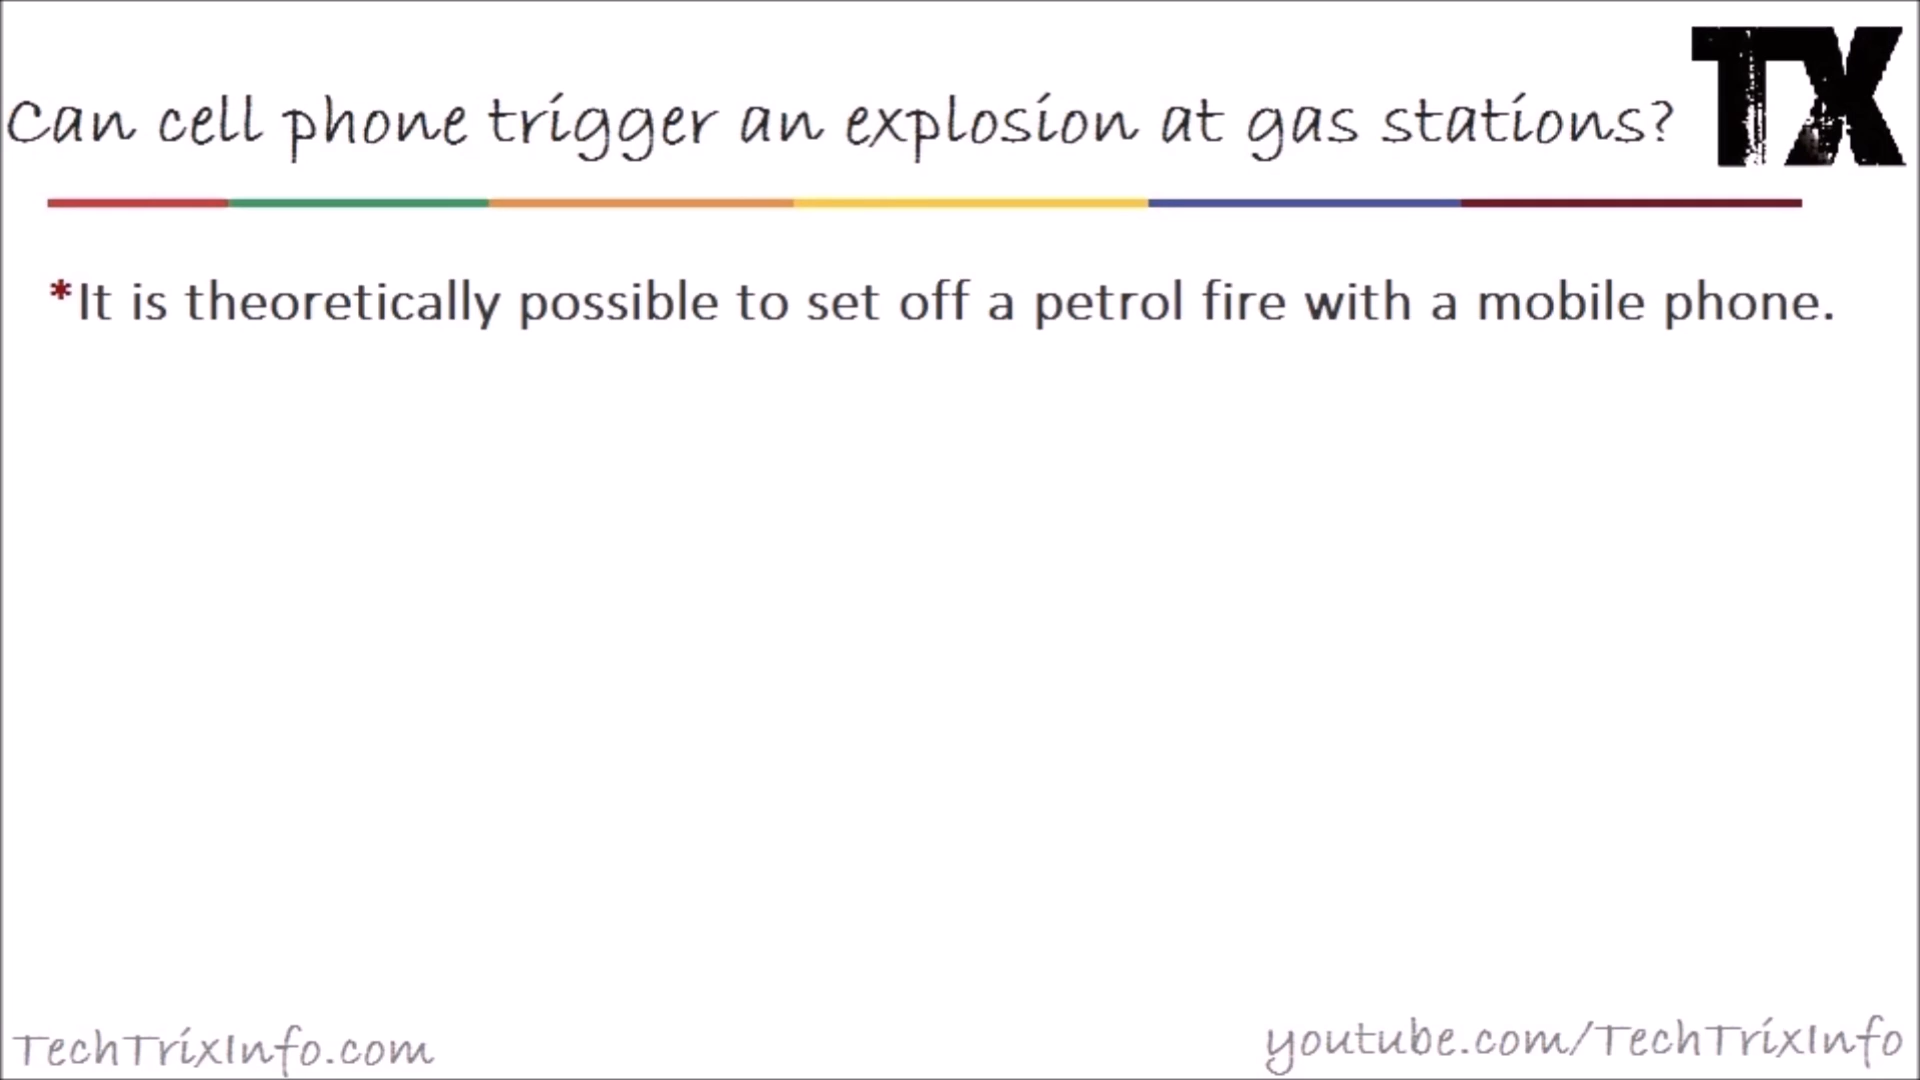 Can cell phone trigger an explosion at gas stations?
TX
*It is theoretically possible to set off a petrol fire with a mobile phone.
TechTrixInfo.com
youtube.com/TechTrixInfo